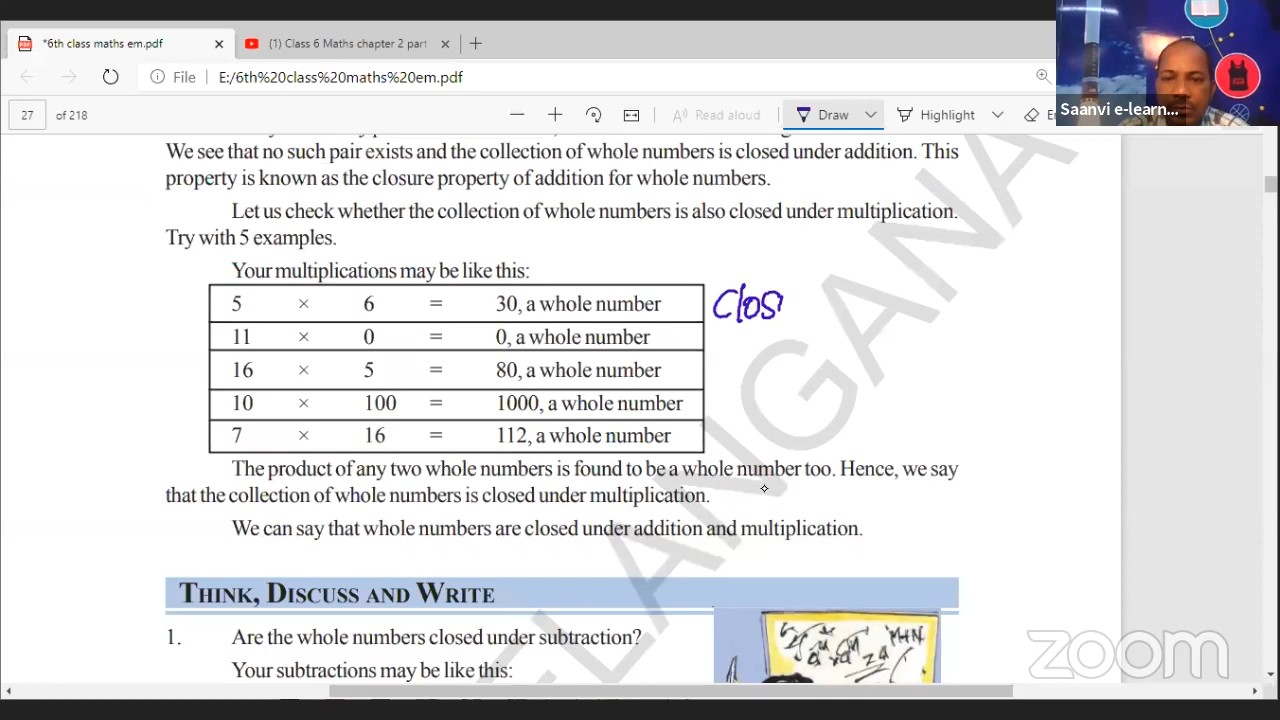 *6th class maths em.pdf
(1) Class 6 Maths chapter 2 part
File
E:/6th%20class%20maths%20em.pdf
27
of 218
Read aloud
Draw
Highlight
Saanvi e-learn...
We see that no such pair exists and the collection of whole numbers is closed under addition. This
property is known as the closure property of addition for whole numbers.
Let us check whether the collection of whole numbers is also closed under multiplication.
Try with 5 examples.
Your multiplications may be like this:
5 × 6 = 30, a whole number
Clos
11 × 0 = 0, a whole number
16 × 5 = 80, a whole number
10 × 100 = 1000, a whole number
7 × 16 = 112, a whole number
The product of any two whole numbers is found to be a whole number too. Hence, we say
that the collection of whole numbers is closed under multiplication.
We can say that whole numbers are closed under addition and multiplication.
THINK, DISCUSS AND WRITE
1. Are the whole numbers closed under subtraction?
Your subtractions may be like this:
ELANGANA
zoom